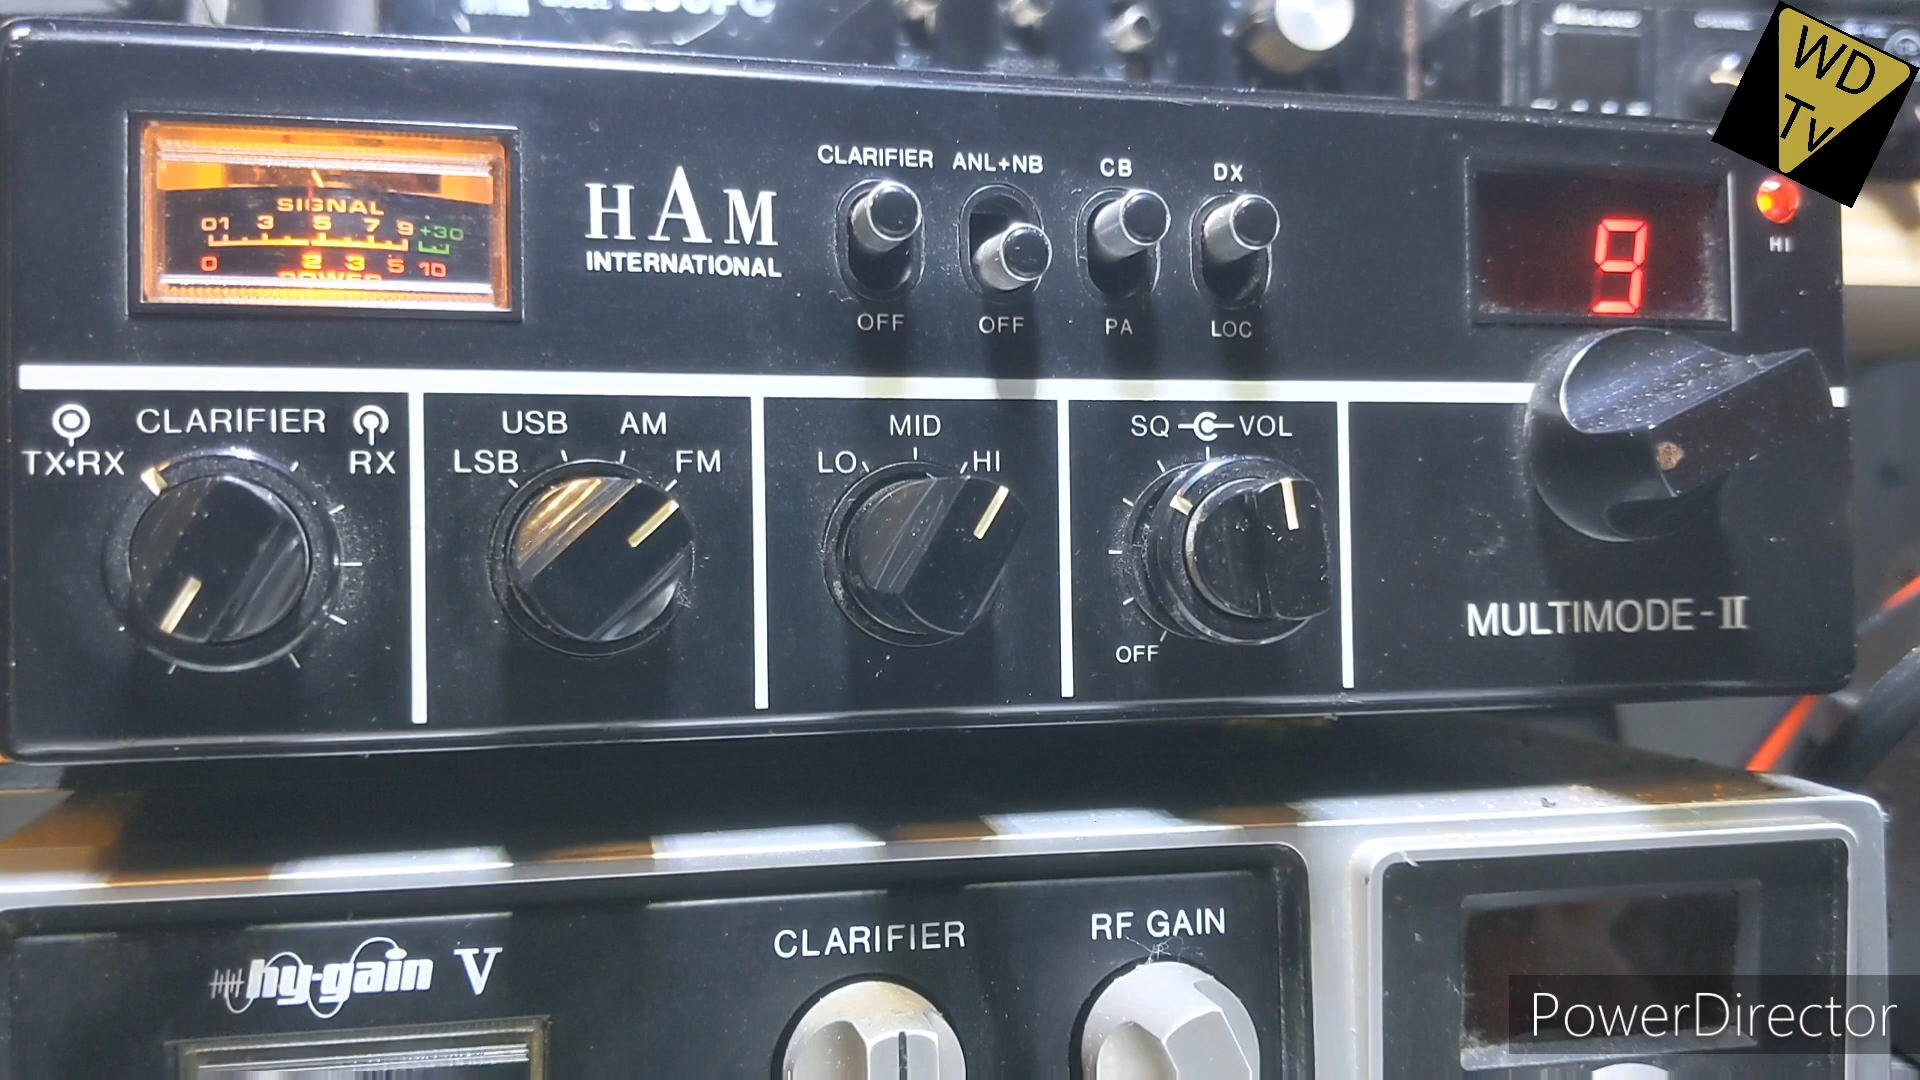 WD
Tv
SIGNAL
01 3 5 7 9 +30
0 2 3 5 10
POWER
HAM
INTERNATIONAL
CLARIFIER ANL+NB CB DX
OFF OFF PA LOC
9
HI
TX•RX CLARIFIER RX
LSB USB AM FM
LO MID HI
SQ VOL
OFF
MULTIMODE-II
hy-gain V
CLARIFIER
RF GAIN
PowerDirector